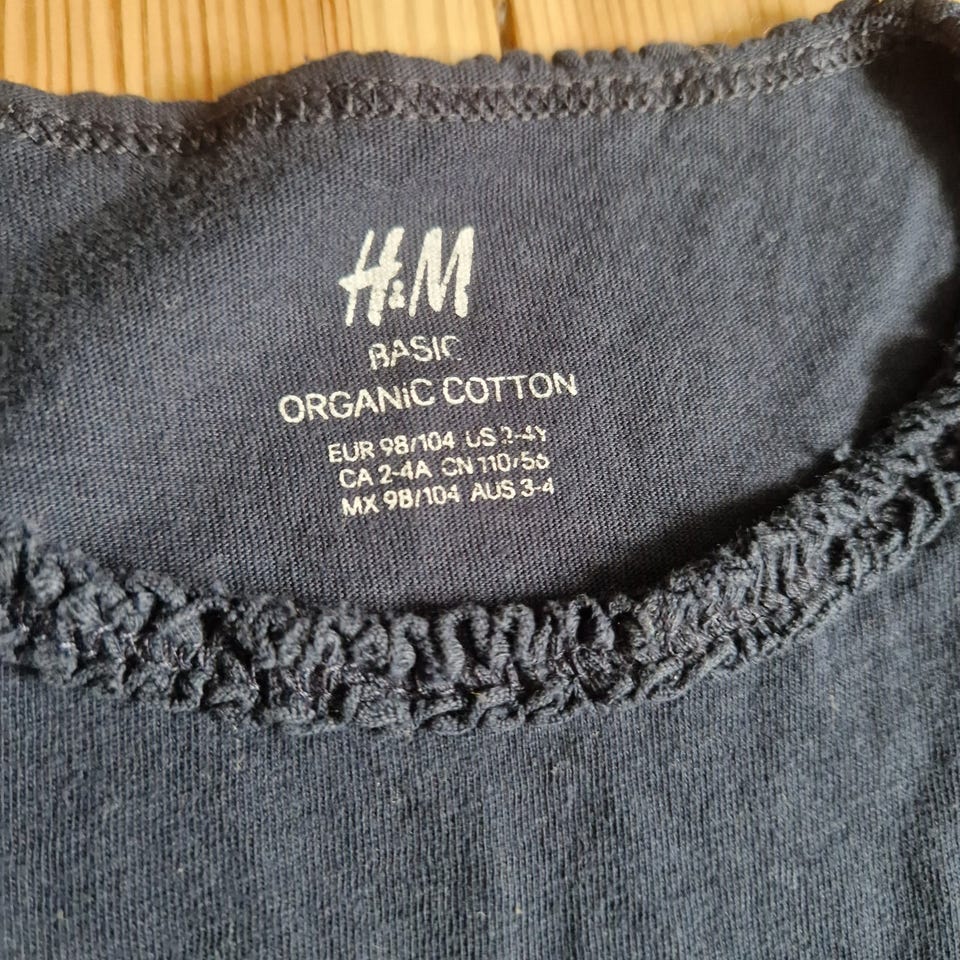 H&M
BASIC
ORGANiC COTTON
EUR 98/104 US 2-4Y
CA 2-4A CN 110/56
MX 98/104 AUS 3-4